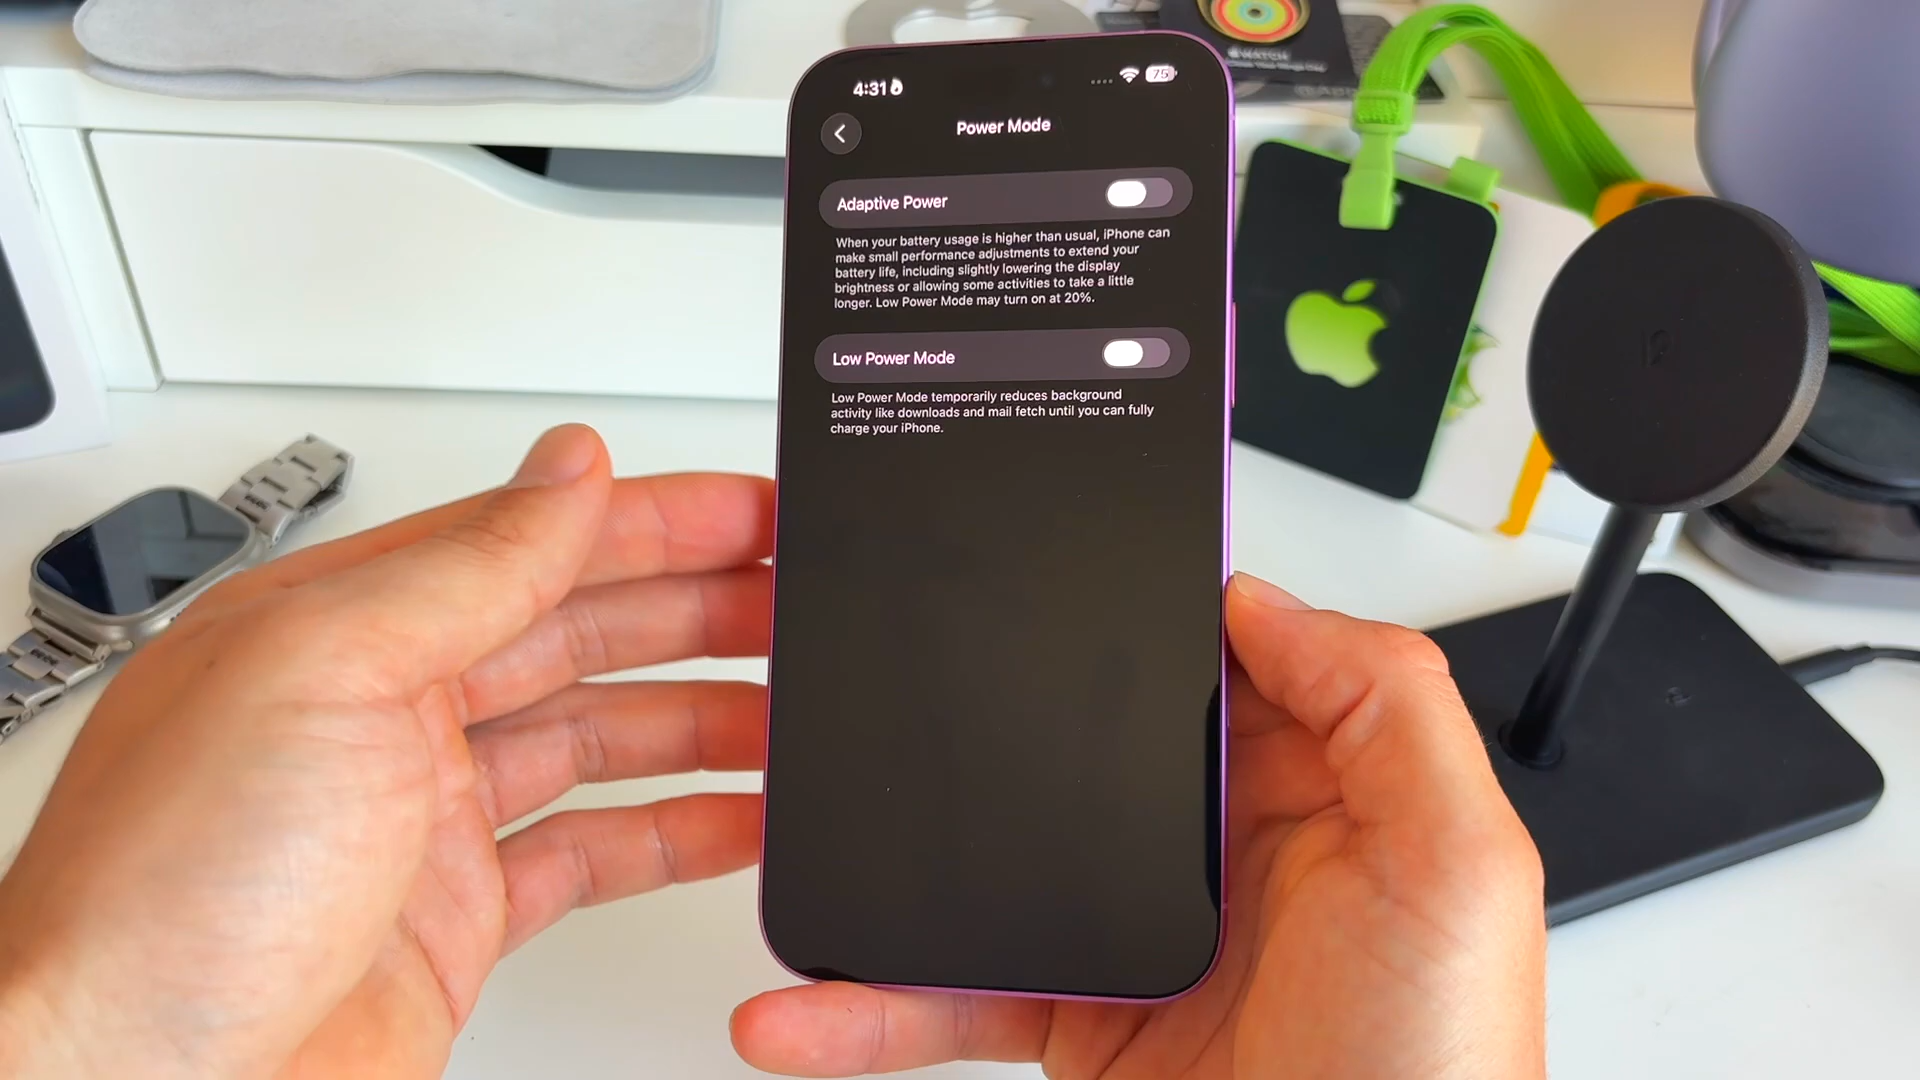 4:31
75
Power Mode
Adaptive Power
When your battery usage is higher than usual, iPhone can
make small performance adjustments to extend your
battery life, including slightly lowering the display
brightness or allowing some activities to take a little
longer. Low Power Mode may turn on at 20%.
Low Power Mode
Low Power Mode temporarily reduces background
activity like downloads and mail fetch until you can fully
charge your iPhone.
WATCH